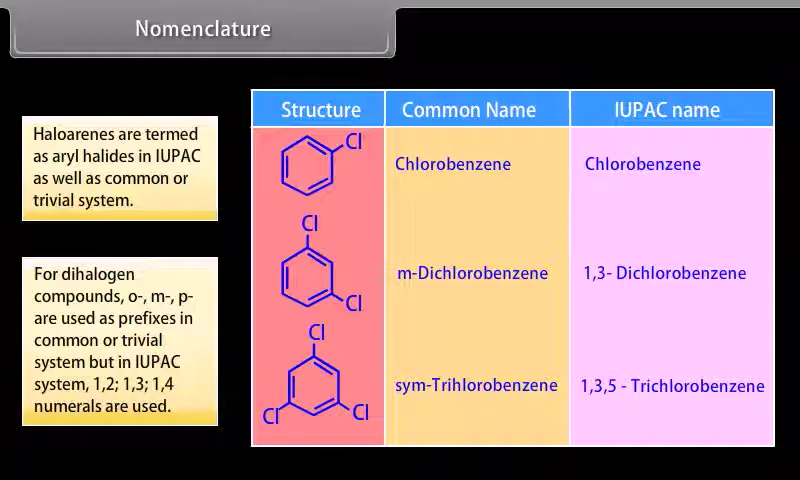 Nomenclature
Haloarenes are termed
as aryl halides in IUPAC
as well as common or
trivial system.
For dihalogen
compounds, o-, m-, p-
are used as prefixes in
common or trivial
system but in IUPAC
system, 1,2; 1,3; 1,4
numerals are used.
Structure Common Name IUPAC name
Cl
Chlorobenzene Chlorobenzene
Cl
m-Dichlorobenzene 1,3- Dichlorobenzene
Cl
Cl
sym-Trihlorobenzene 1,3,5 - Trichlorobenzene
Cl Cl